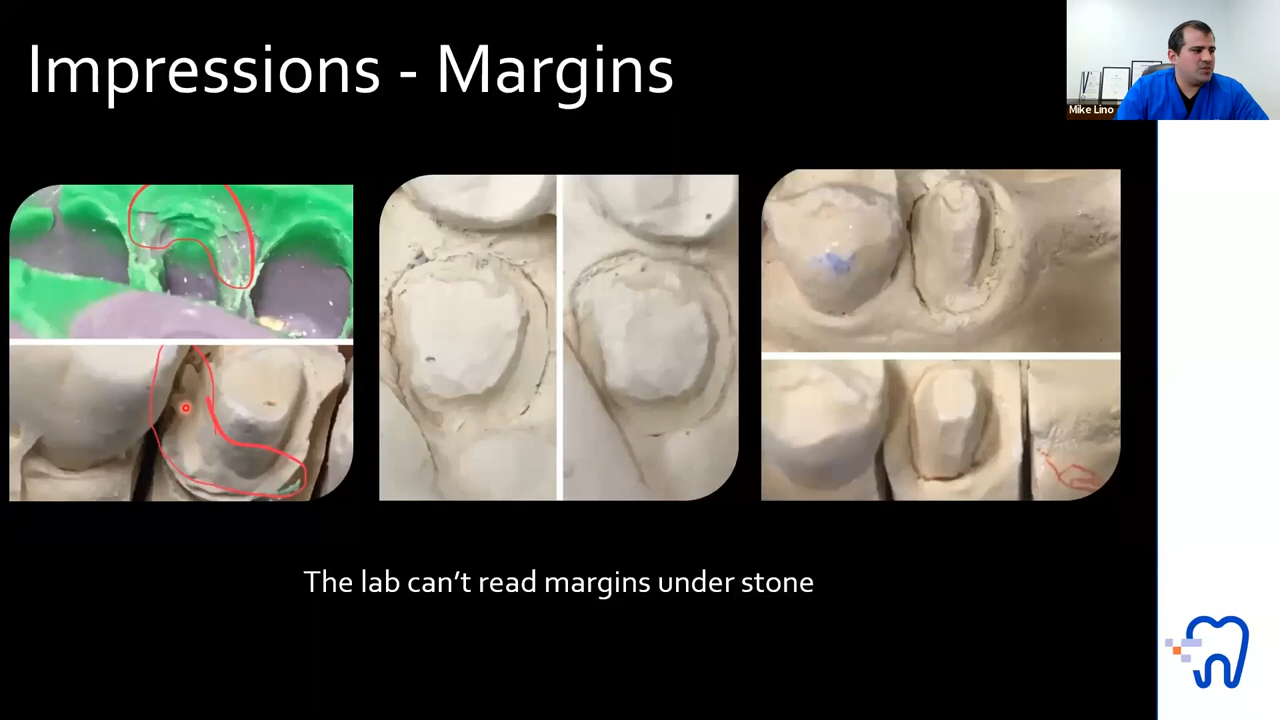 Impressions - Margins
Mike Lino
The lab can't read margins under stone